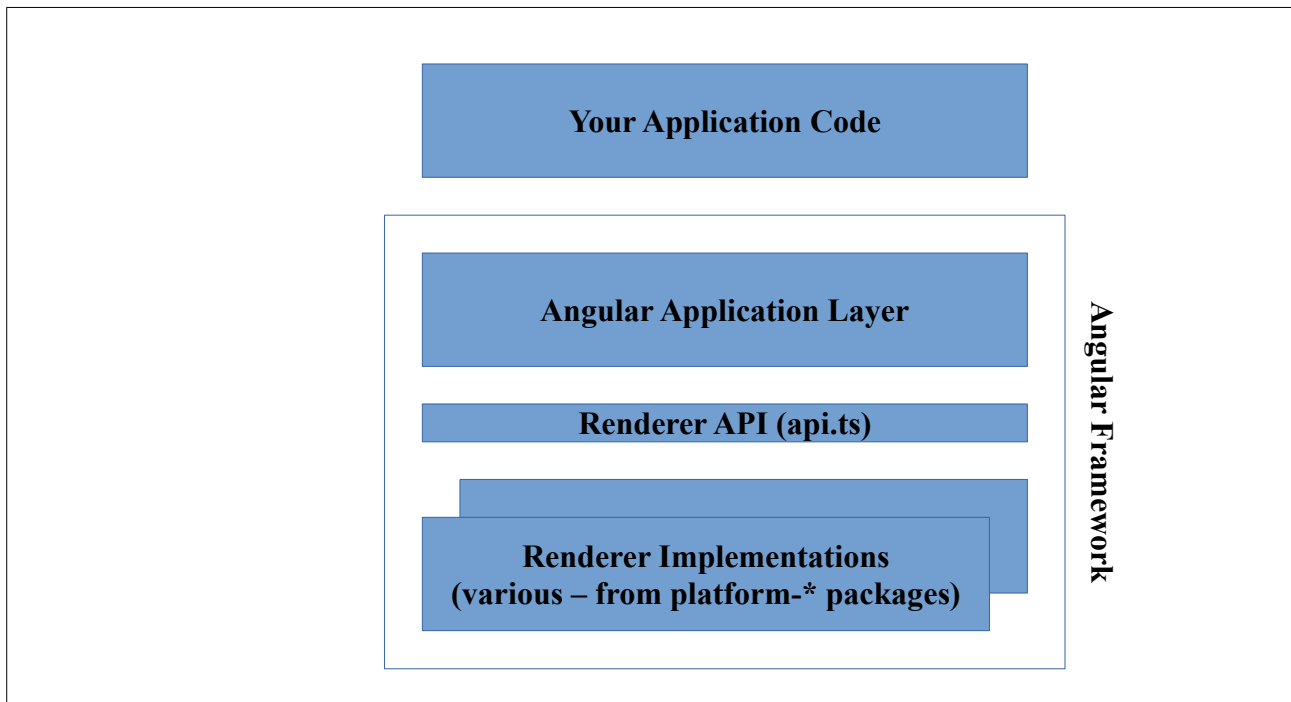 Your Application Code
Angular Application Layer
Renderer API (api.ts)
Renderer Implementations
(various – from platform-* packages)
Angular Framework